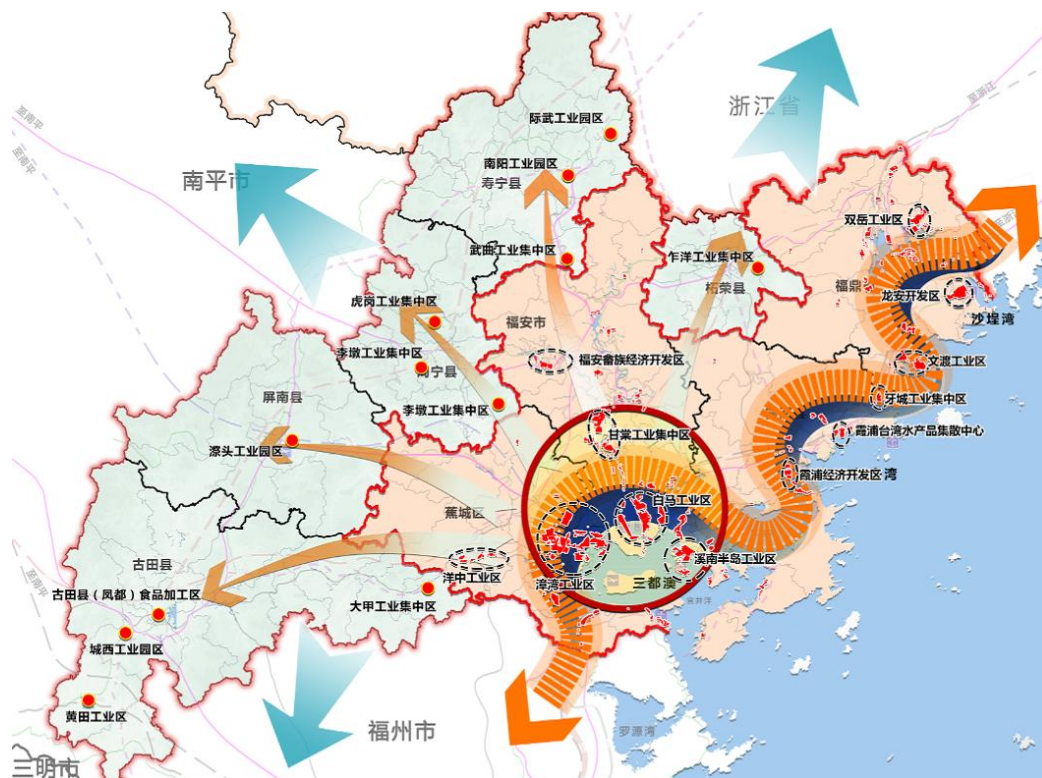 浙江省
际武工业园区
至南平
至南平
南阳工业园区
寿宁县
南平市
双岳工业区
武曲工业集中区
乍洋工业集中区
柘荣县
福鼎
龙安开发区
沙埕湾
虎岗工业集中区
福安市
李墩工业集中区
福安畲族经济开发区
文渡工业区
屏南县
牙城工业集中区
李墩工业集中区
甘棠工业集中区
霞浦台湾水产品集散中心
漈头工业园区
霞浦经济开发区
湾
蕉城区
白马工业区
溪南半岛工业区
漳湾工业区
洋中工业区
三都澳
官井洋
古田县
古田县（凤都）食品加工区
大甲工业集中区
城西工业园区
黄田工业区
福州市
罗源湾
三明市